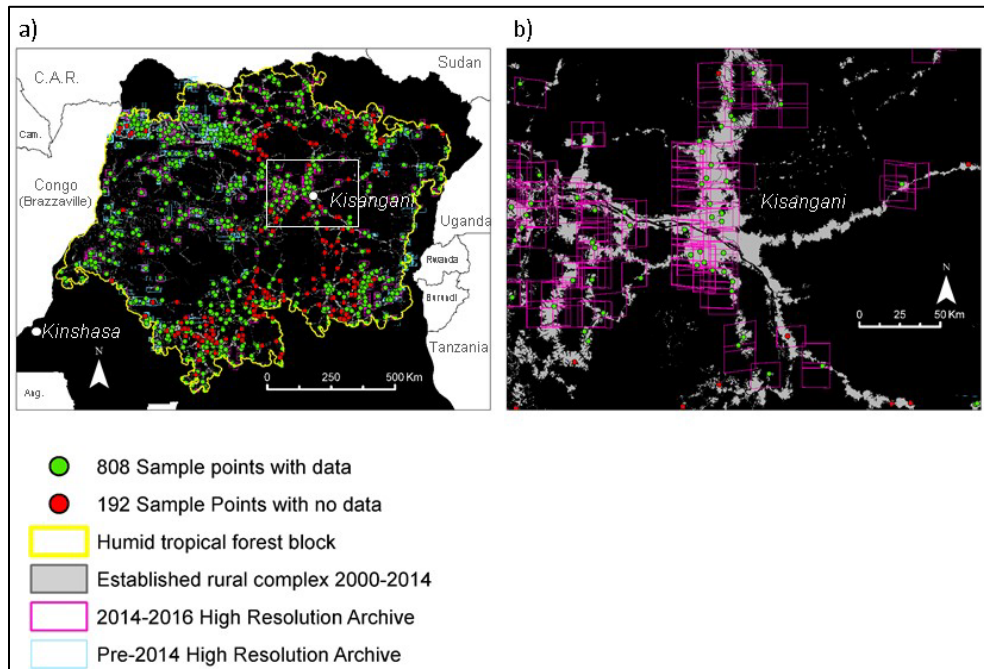 a)
C.A.R.
Sudan
Cam.
Congo
(Brazzaville)
Kisangani
Uganda
Rwanda
Burundi
Kinshasa
Tanzania
N
0 250 500 Km
Ang.
b)
Kisangani
N
0 25 50 Km
808 Sample points with data
192 Sample Points with no data
Humid tropical forest block
Established rural complex 2000-2014
2014-2016 High Resolution Archive
Pre-2014 High Resolution Archive